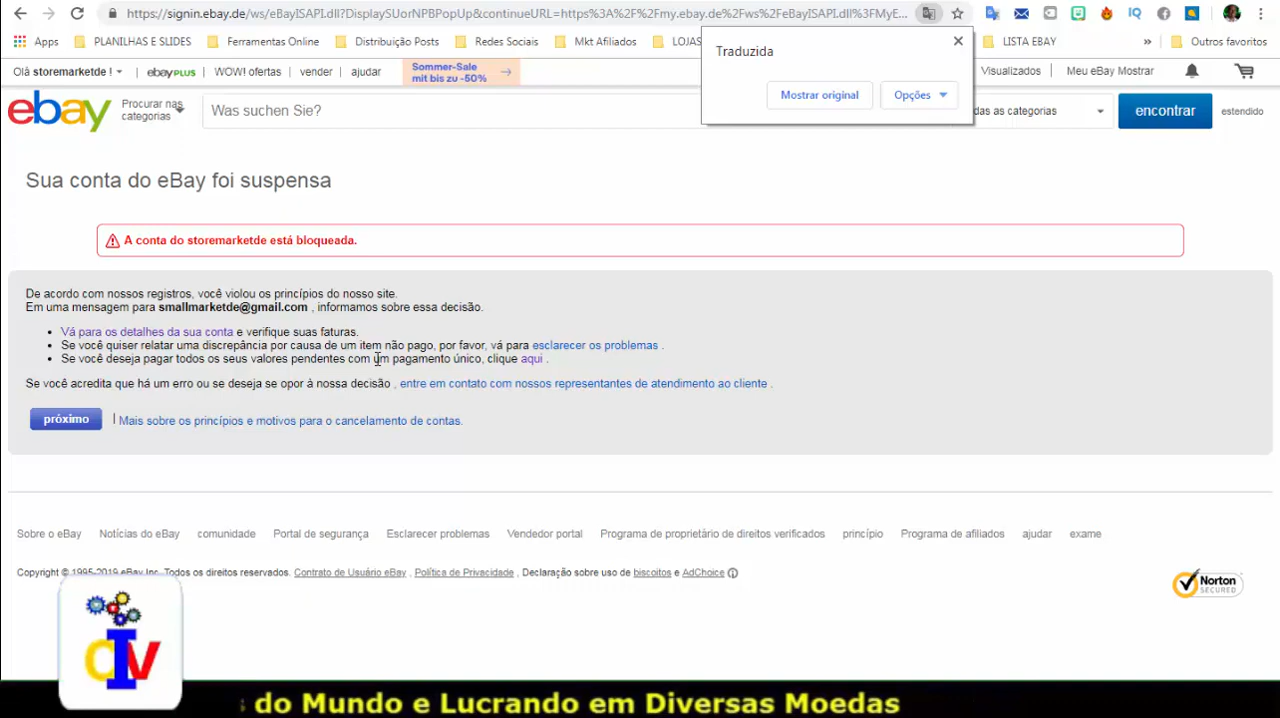 https://signin.ebay.de/ws/eBayISAPI.dll?DisplaySUorNPBPopUp&continueURL=https%3A%2F%2Fmy.ebay.de%2Fws%2FeBayISAPI.dll%3FMyE...
Apps PLANILHAS E SLIDES Ferramentas Online Distribuição Posts Redes Sociais Mkt Afiliados LOJAS LISTA EBAY » Outros favoritos
Traduzida
Mostrar original Opções
Olá storemarketde ! ebay PLUS WOW! ofertas vender ajudar
Sommer-Sale
mit bis zu -50%
Visualizados Meu eBay Mostrar
ebay
Procurar nas
categorias
Was suchen Sie?
das as categorias
encontrar
estendido
Sua conta do eBay foi suspensa
A conta do storemarketde está bloqueada.
De acordo com nossos registros, você violou os princípios do nosso site.
Em uma mensagem para smallmarketde@gmail.com , informamos sobre essa decisão.
• Vá para os detalhes da sua conta e verifique suas faturas.
• Se você quiser relatar uma discrepância por causa de um item não pago, por favor, vá para esclarecer os problemas .
• Se você deseja pagar todos os seus valores pendentes com um pagamento único, clique aqui .
Se você acredita que há um erro ou se deseja se opor à nossa decisão , entre em contato com nossos representantes de atendimento ao cliente .
próximo | Mais sobre os princípios e motivos para o cancelamento de contas.
Sobre o eBay Notícias do eBay comunidade Portal de segurança Esclarecer problemas Vendedor portal Programa de proprietário de direitos verificados princípio Programa de afiliados ajudar exame
Copyright © 1995-2019 eBay Inc. Todos os direitos reservados. Contrato de Usuário eBay , Política de Privacidade , Declaração sobre uso de biscoitos e AdChoice
Norton
SECURED
do Mundo e Lucrando em Diversas Moedas